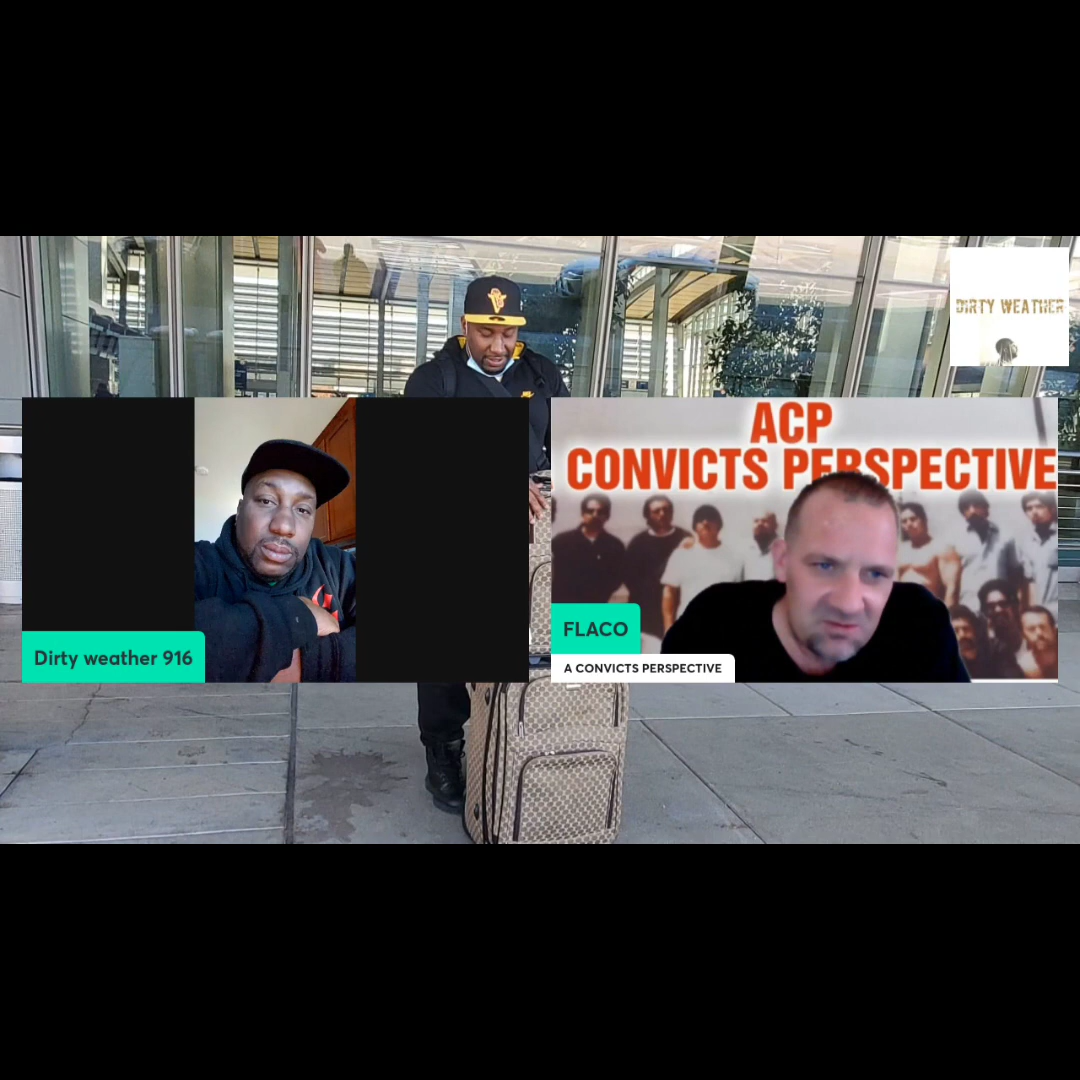 DIRTY WEATHER
ACP
CONVICTS PERSPECTIVE
Dirty weather 916
FLACO
A CONVICTS PERSPECTIVE